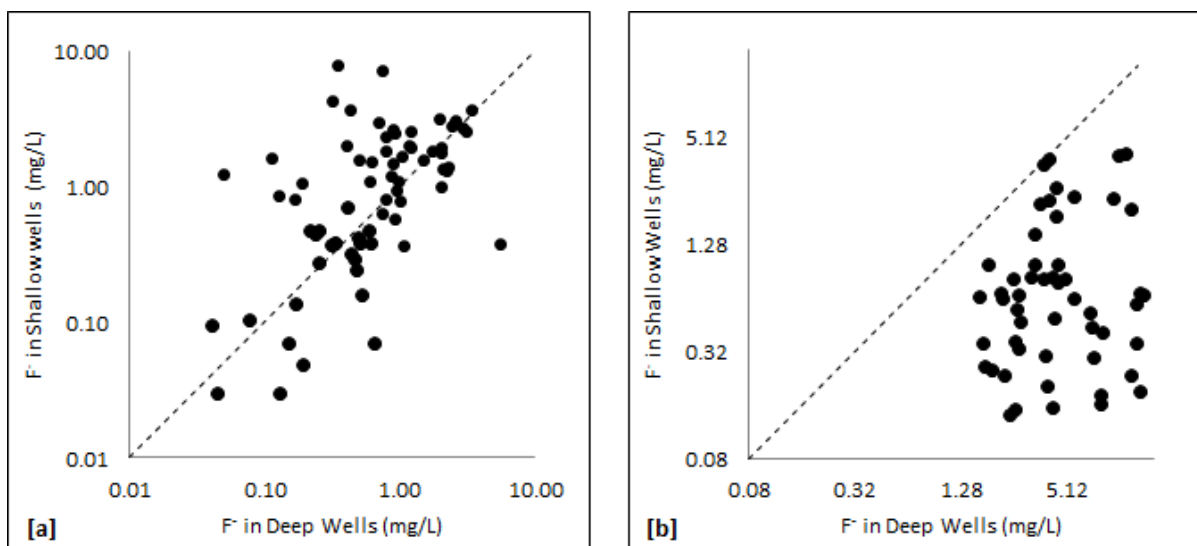 10.00
1.00
0.10
0.01
0.01 0.10 1.00 10.00
F⁻ in Shallow wells (mg/L)
F⁻ in Deep Wells (mg/L)
[a]
5.12
1.28
0.32
0.08
0.08 0.32 1.28 5.12
F⁻ in Shallow Wells (mg/L)
F⁻ in Deep Wells (mg/L)
[b]